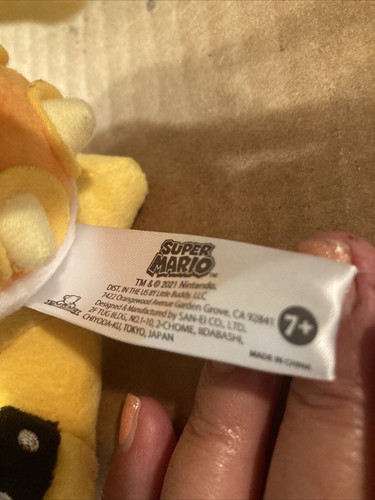 SUPER
MARIO™
TM & © 2021 Nintendo.
DIST. IN THE US BY Little Buddy, LLC
7422 Orangewood Avenue Garden Grove, CA 92841
Designed & Manufactured by SAN-EI CO., LTD.
2F TUG BLDG, NO.1-10, 2-CHOME, IIDABASHI,
CHIYODA-KU, TOKYO, JAPAN
7+
MADE IN CHINA